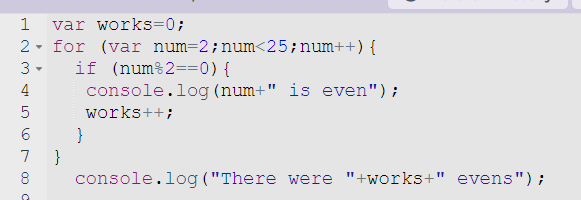 1 var works=0;
2 for (var num=2;num<25;num++){
3 if (num%2==0){
4 console.log(num+" is even");
5 works++;
6 }
7 }
8 console.log("There were "+works+" evens");
9